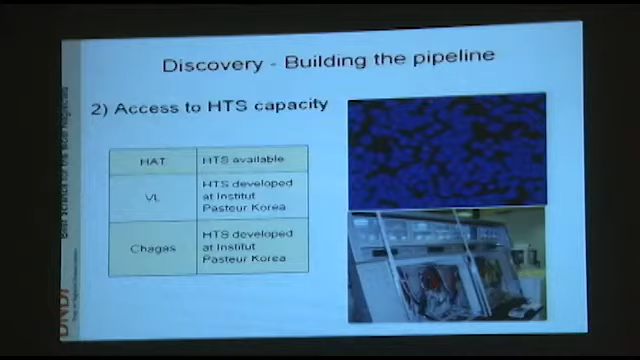 Discovery - Building the pipeline
2) Access to HTS capacity
HAT
HTS available
VL
HTS developed
at Institut
Pasteur Korea
Chagas
HTS developed
at Institut
Pasteur Korea
DNDi